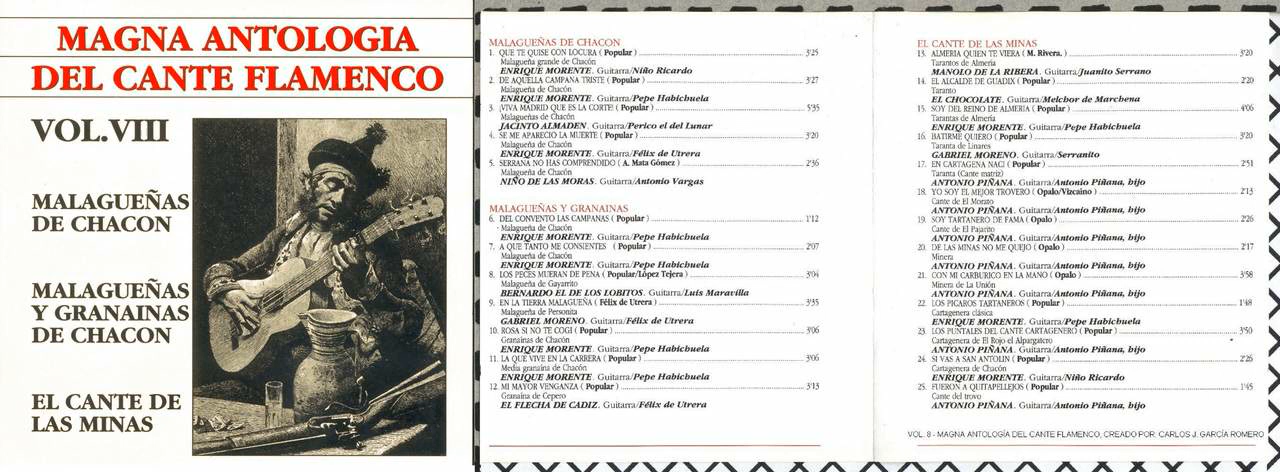 MAGNA ANTOLOGIA
DEL CANTE FLAMENCO
VOL.VIII
MALAGUEÑAS
DE CHACON
MALAGUEÑAS
Y GRANAINAS
DE CHACON
EL CANTE DE
LAS MINAS
MALAGUEÑAS DE CHACON
1. QUE TE QUISE CON LOCURA ( Popular ) 3'25
Malagueña grande de Chacón
ENRIQUE MORENTE. Guitarra/Niño Ricardo
2. DE AQUELLA CAMPANA TRISTE ( Popular ) 3'27
Malagueña de Chacón
ENRIQUE MORENTE. Guitarra/Pepe Habichuela
3. ¡VIVA MADRID QUE ES LA CORTE! ( Popular ) 5'35
Malagueñas de Chacón
JACINTO ALMADEN. Guitarra/Perico el del Lunar
4. SE ME APARECIO LA MUERTE ( Popular ) 3'20
Malagueña de Chacón
ENRIQUE MORENTE. Guitarra/Félix de Utrera
5. SERRANA NO HAS COMPRENDIDO ( A. Mata Gómez ) 2'36
Malagueña de Chacón
NIÑO DE LAS MORAS. Guitarra/Antonio Vargas
MALAGUEÑAS Y GRANAINAS
6. DEL CONVENTO LAS CAMPANAS ( Popular ) 1'12
Malagueña de Chacón
ENRIQUE MORENTE. Guitarra/Pepe Habichuela
7. A QUE TANTO ME CONSIENTES ( Popular ) 2'07
Malagueña de Chacón
ENRIQUE MORENTE. Guitarra/Pepe Habichuela
8. LOS PECES MUERAN DE PENA ( Popular/López Tejera ) 3'04
Malagueña de Gayarrito
BERNARDO EL DE LOS LOBITOS. Guitarra/Luis Maravilla
9. EN LA TIERRA MALAGUEÑA ( Félix de Utrera ) 3'35
Malagueña de Personita
GABRIEL MORENO. Guitarra/Félix de Utrera
10. ROSA SI NO TE COGI ( Popular ) 3'06
Granainas de Chacón
ENRIQUE MORENTE. Guitarra/Pepe Habichuela
11. LA QUE VIVE EN LA CARRERA ( Popular ) 3'06
Media granaina de Chacón
ENRIQUE MORENTE. Guitarra/Pepe Habichuela
12. MI MAYOR VENGANZA ( Popular ) 3'13
Granaina de Cepero
EL FLECHA DE CADIZ. Guitarra/Félix de Utrera
EL CANTE DE LAS MINAS
13. ALMERIA QUIEN TE VIERA ( M. Rivera. ) 3'20
Tarantos de Almería
MANOLO DE LA RIBERA. Guitarra/Juanito Serrano
14. EL ALCALDE DE GUADIX ( Popular ) 2'20
Taranto
EL CHOCOLATE. Guitarra/Melchor de Marchena
15. SOY DEL REINO DE ALMERIA ( Popular ) 4'06
Tarantas de Almería
ENRIQUE MORENTE. Guitarra/Pepe Habichuela
16. BATIRME QUIERO ( Popular ) 3'20
Taranta de Linares
GABRIEL MORENO. Guitarra/Serranito
17. EN CARTAGENA NACI ( Popular ) 2'51
Taranta (Cante matriz)
ANTONIO PIÑANA. Guitarra/Antonio Piñana, hijo
18. YO SOY EL MEJOR TROVERO ( Opalo/Vizcaino ) 2'13
Cante de El Morato
ANTONIO PIÑANA. Guitarra/Antonio Piñana, hijo
19. SOY TARTANERO DE FAMA ( Opalo ) 2'26
Cante de El Pajarito
ANTONIO PIÑANA. Guitarra/Antonio Piñana, hijo
20. DE LAS MINAS NO ME QUEJO ( Opalo ) 2'17
Minera
ANTONIO PIÑANA. Guitarra/Antonio Piñana, hijo
21. CON MI CARBURICO EN LA MANO ( Opalo ) 3'58
Minera de La Unión
ANTONIO PIÑANA. Guitarra/Antonio Piñana, hijo
22. LOS PICAROS TARTANEROS ( Popular ) 1'48
Cartagenera clásica
ENRIQUE MORENTE. Guitarra/Pepe Habichuela
23. LOS PUNTALES DEL CANTE CARTAGENERO ( Popular ) 3'50
Cartagenera de El Rojo el Alpargatero
ANTONIO PIÑANA. Guitarra/Antonio Piñana, hijo
24. SI VAS A SAN ANTOLIN ( Popular ) 2'26
Cartagenera de Chacón
ENRIQUE MORENTE. Guitarra/Niño Ricardo
25. FUERON A QUITAPELLEJOS ( Popular ) 1'45
Cante del trovo
ANTONIO PIÑANA. Guitarra/Antonio Piñana, hijo
VOL. 8 - MAGNA ANTOLOGÍA DEL CANTE FLAMENCO, CREADO POR: CARLOS J. GARCÍA ROMERO